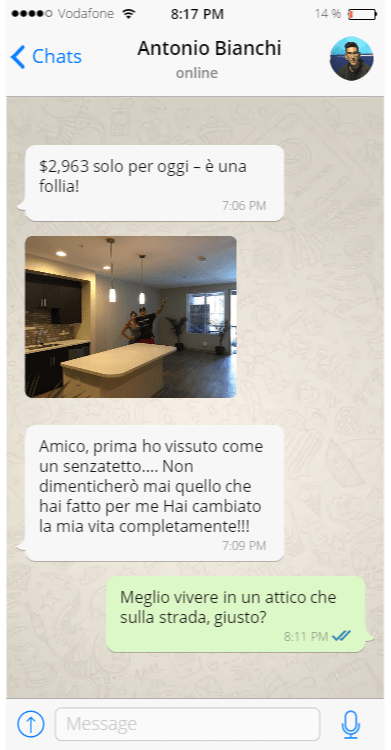 Vodafone 8:17 PM 14 %
Chats Antonio Bianchi
online
$2,963 solo per oggi – è una
follia!
7:06 PM
Amico, prima ho vissuto come
un senzatetto.... Non
dimenticherò mai quello che
hai fatto per me Hai cambiato
la mia vita completamente!!!
7:09 PM
Meglio vivere in un attico che
sulla strada, giusto?
8:11 PM
Message